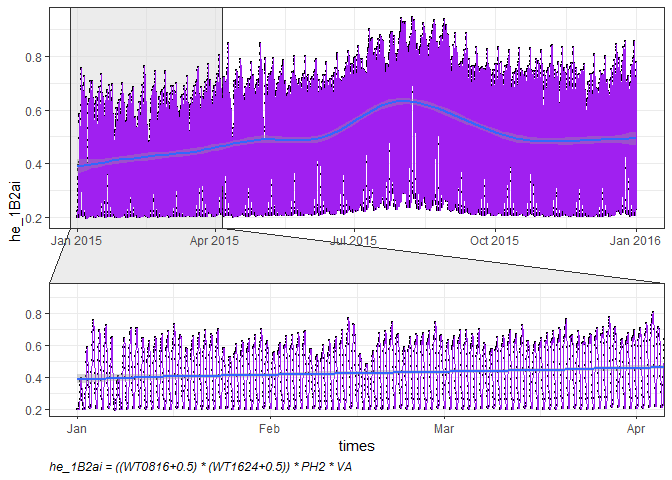 he_1B2ai
0.8
0.6
0.4
0.2
Jan 2015
Apr 2015
Jul 2015
Oct 2015
Jan 2016
0.8
0.6
0.4
0.2
Jan
Feb
Mar
Apr
times
he_1B2ai = ((WT0816+0.5) * (WT1624+0.5)) * PH2 * VA